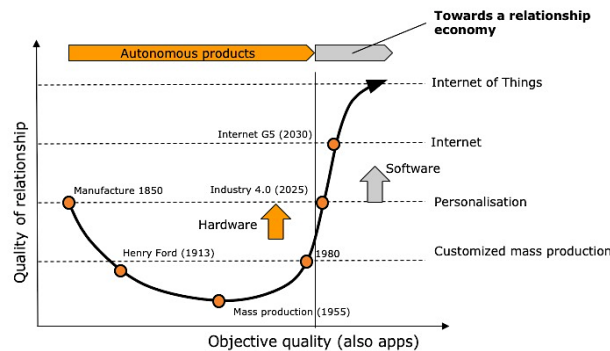 Towards a relationship
economy
Autonomous products
Internet of Things
Internet G5 (2030)
Internet
Software
Manufacture 1850
Industry 4.0 (2025)
Personalisation
Hardware
Henry Ford (1913)
1980
Customized mass production
Mass production (1955)
Quality of relationship
Objective quality (also apps)